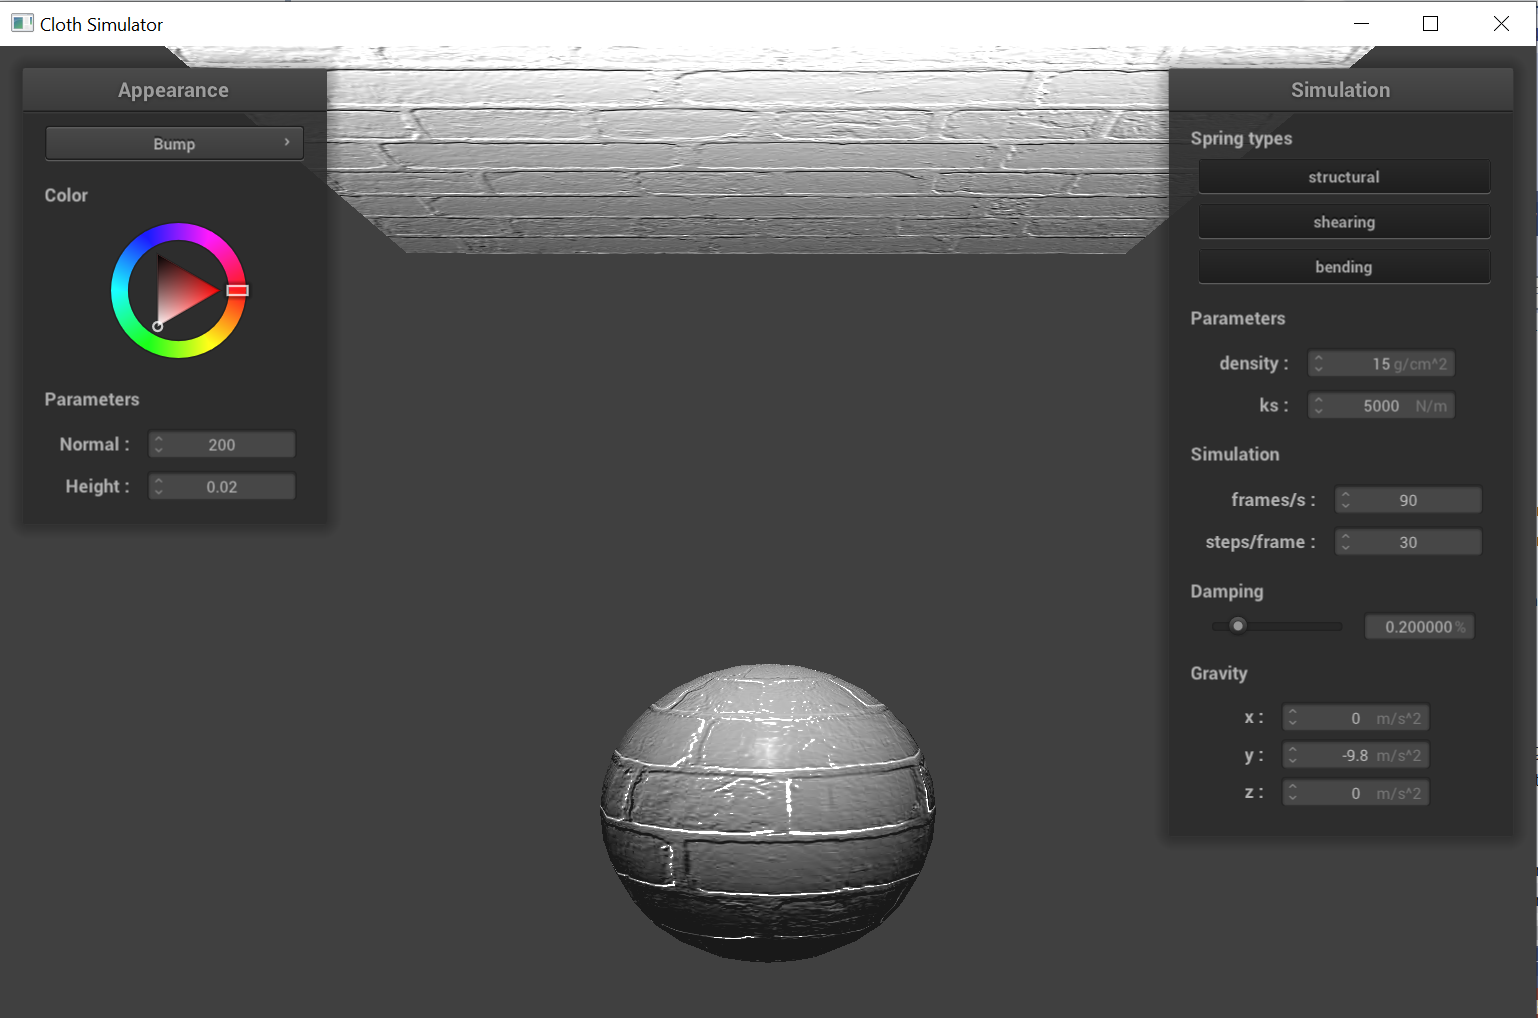 Cloth Simulator
Appearance
Bump
Color
Parameters
Normal : 200
Height : 0.02
Simulation
Spring types
structural
shearing
bending
Parameters
density : 15 g/cm^2
ks : 5000 N/m
Simulation
frames/s : 90
steps/frame : 30
Damping
0.200000 %
Gravity
x : 0 m/s^2
y : -9.8 m/s^2
z : 0 m/s^2